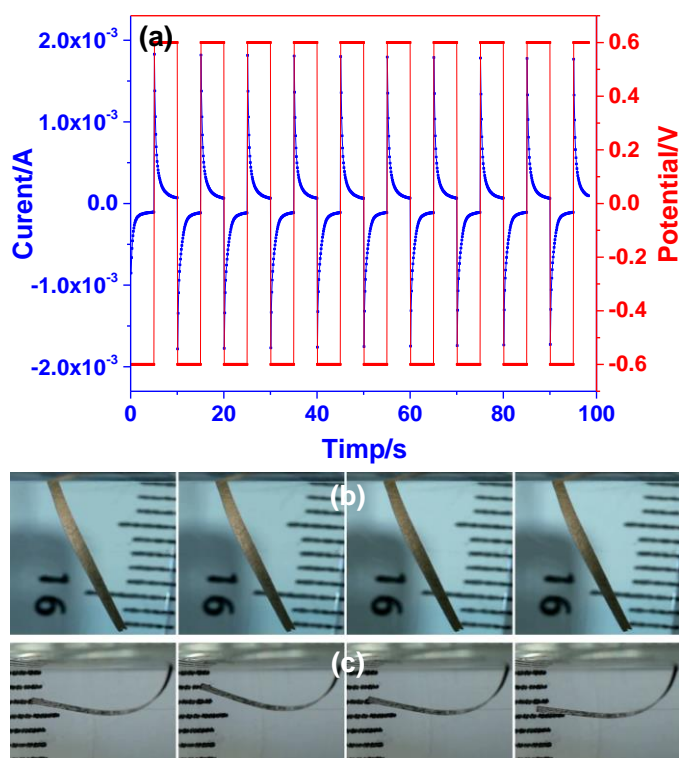 (a)
2.0x10⁻³
1.0x10⁻³
0.0
-1.0x10⁻³
-2.0x10⁻³
Curent/A
0.6
0.4
0.2
0.0
-0.2
-0.4
-0.6
Potential/V
0 20 40 60 80 100
Timp/s
(b)
16 16 16 16
(c)